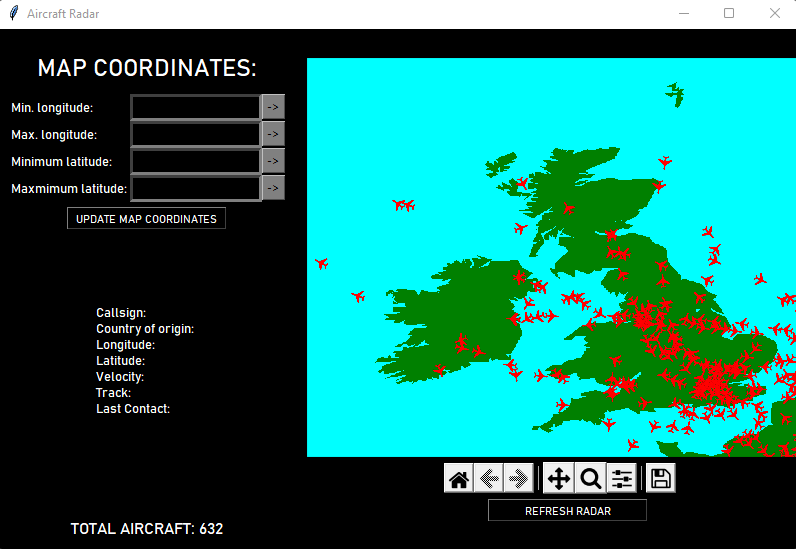 Aircraft Radar
MAP COORDINATES:
Min. longitude:
->
Max. longitude:
->
Minimum latitude:
->
Maxmimum latitude:
->
UPDATE MAP COORDINATES
Callsign:
Country of origin:
Longitude:
Latitude:
Velocity:
Track:
Last Contact:
REFRESH RADAR
TOTAL AIRCRAFT: 632